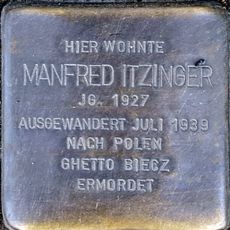 HIER WOHNTE
MANFRED ITZINGER
JG. 1927
AUSGEWANDERT JULI 1939
NACH POLEN
GHETTO BIECZ
ERMORDET